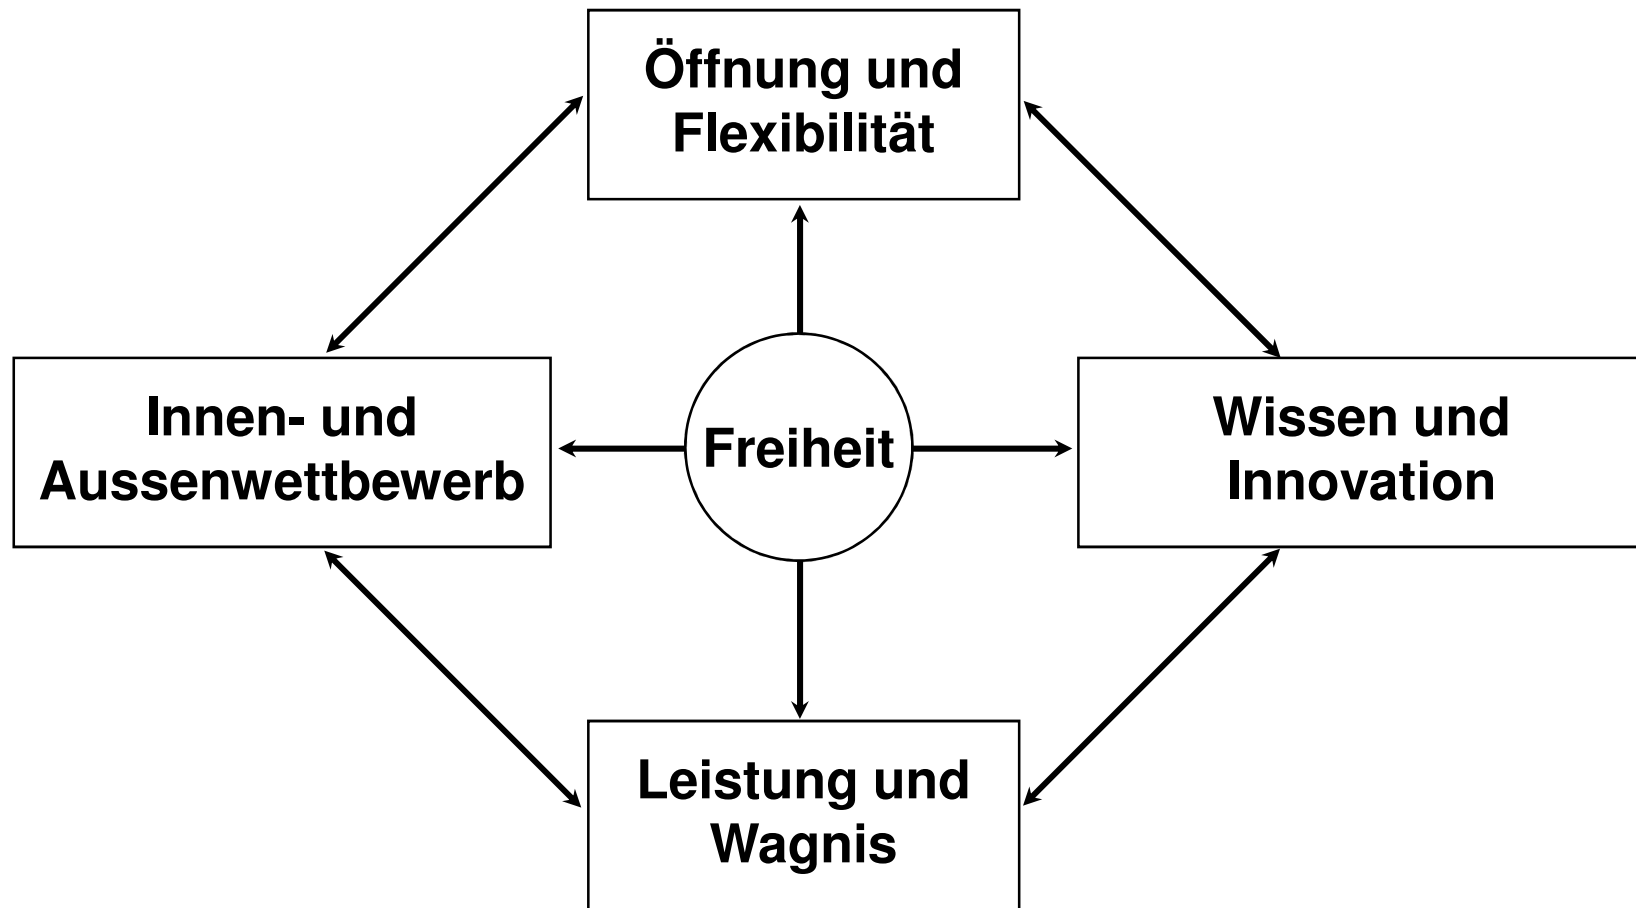 Öffnung und
Flexibilität
Innen- und
Aussenwettbewerb
Freiheit
Wissen und
Innovation
Leistung und
Wagnis